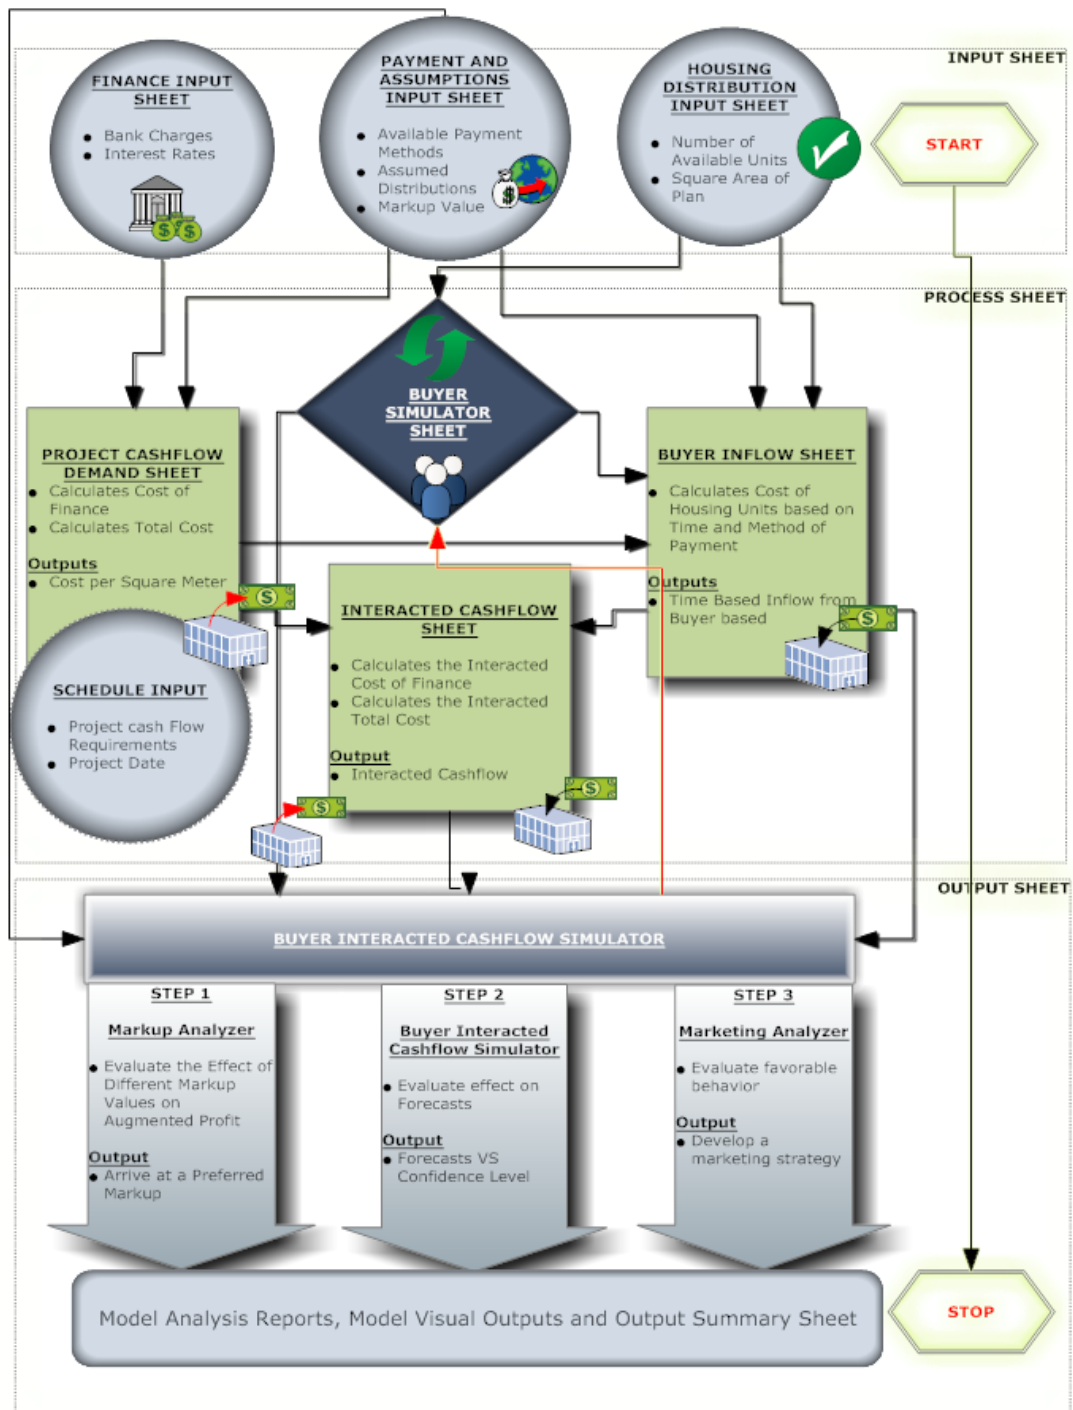 INPUT SHEET
FINANCE INPUT
SHEET
Bank Charges
Interest Rates
PAYMENT AND
ASSUMPTIONS
INPUT SHEET
Available Payment
Methods
Assumed
Distributions
Markup Value
HOUSING
DISTRIBUTION
INPUT SHEET
Number of
Available Units
Square Area of
Plan
START
PROCESS SHEET
BUYER
SIMULATOR
SHEET
PROJECT CASHFLOW
DEMAND SHEET
Calculates Cost of
Finance
Calculates Total Cost
Outputs
Cost per Square Meter
BUYER INFLOW SHEET
Calculates Cost of
Housing Units based on
Time and Method of
Payment
Outputs
Time Based Inflow from
Buyer based
INTERACTED CASHFLOW
SHEET
Calculates the Interacted
Cost of Finance
Calculates the Interacted
Total Cost
Output
Interacted Cashflow
SCHEDULE INPUT
Project cash Flow
Requirements
Project Date
OUTPUT SHEET
BUYER INTERACTED CASHFLOW SIMULATOR
STEP 1
Markup Analyzer
Evaluate the Effect of
Different Markup
Values on
Augmented Profit
Output
Arrive at a Preferred
Markup
STEP 2
Buyer Interacted
Cashflow Simulator
Evaluate effect on
Forecasts
Output
Forecasts VS
Confidence Level
STEP 3
Marketing Analyzer
Evaluate favorable
behavior
Output
Develop a
marketing strategy
Model Analysis Reports, Model Visual Outputs and Output Summary Sheet
STOP